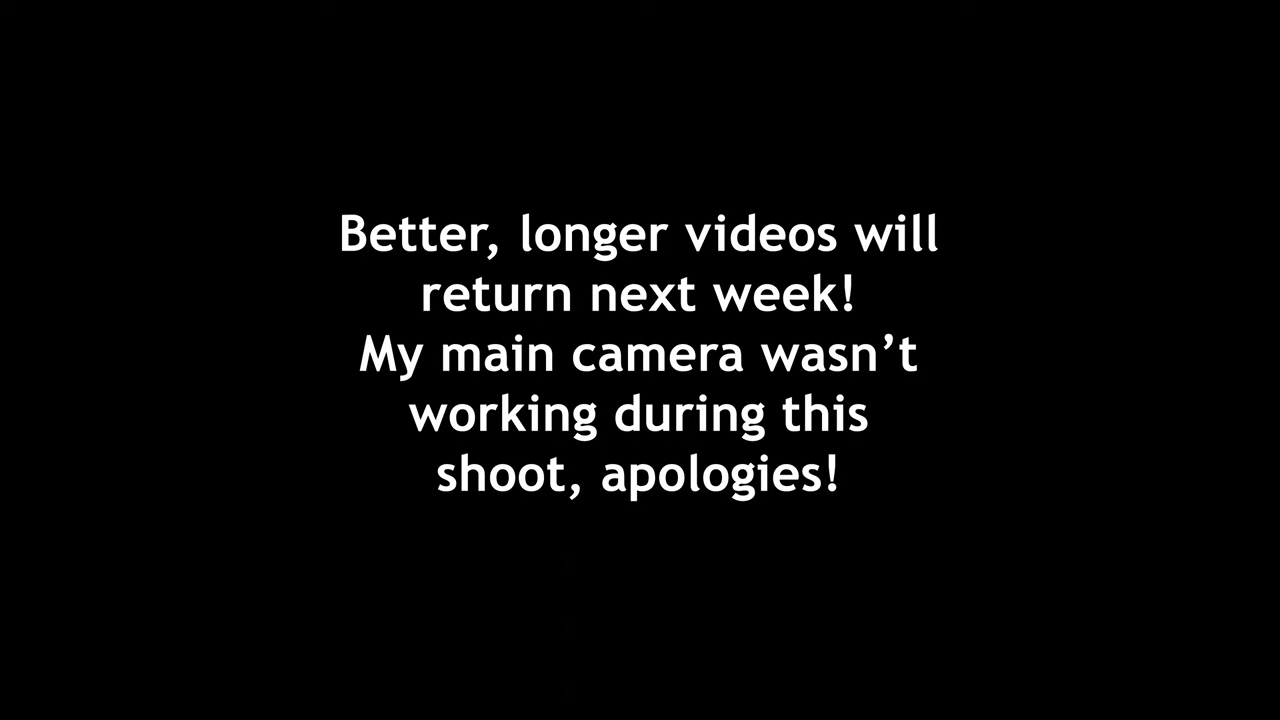 Better, longer videos will
return next week!
My main camera wasn’t
working during this
shoot, apologies!